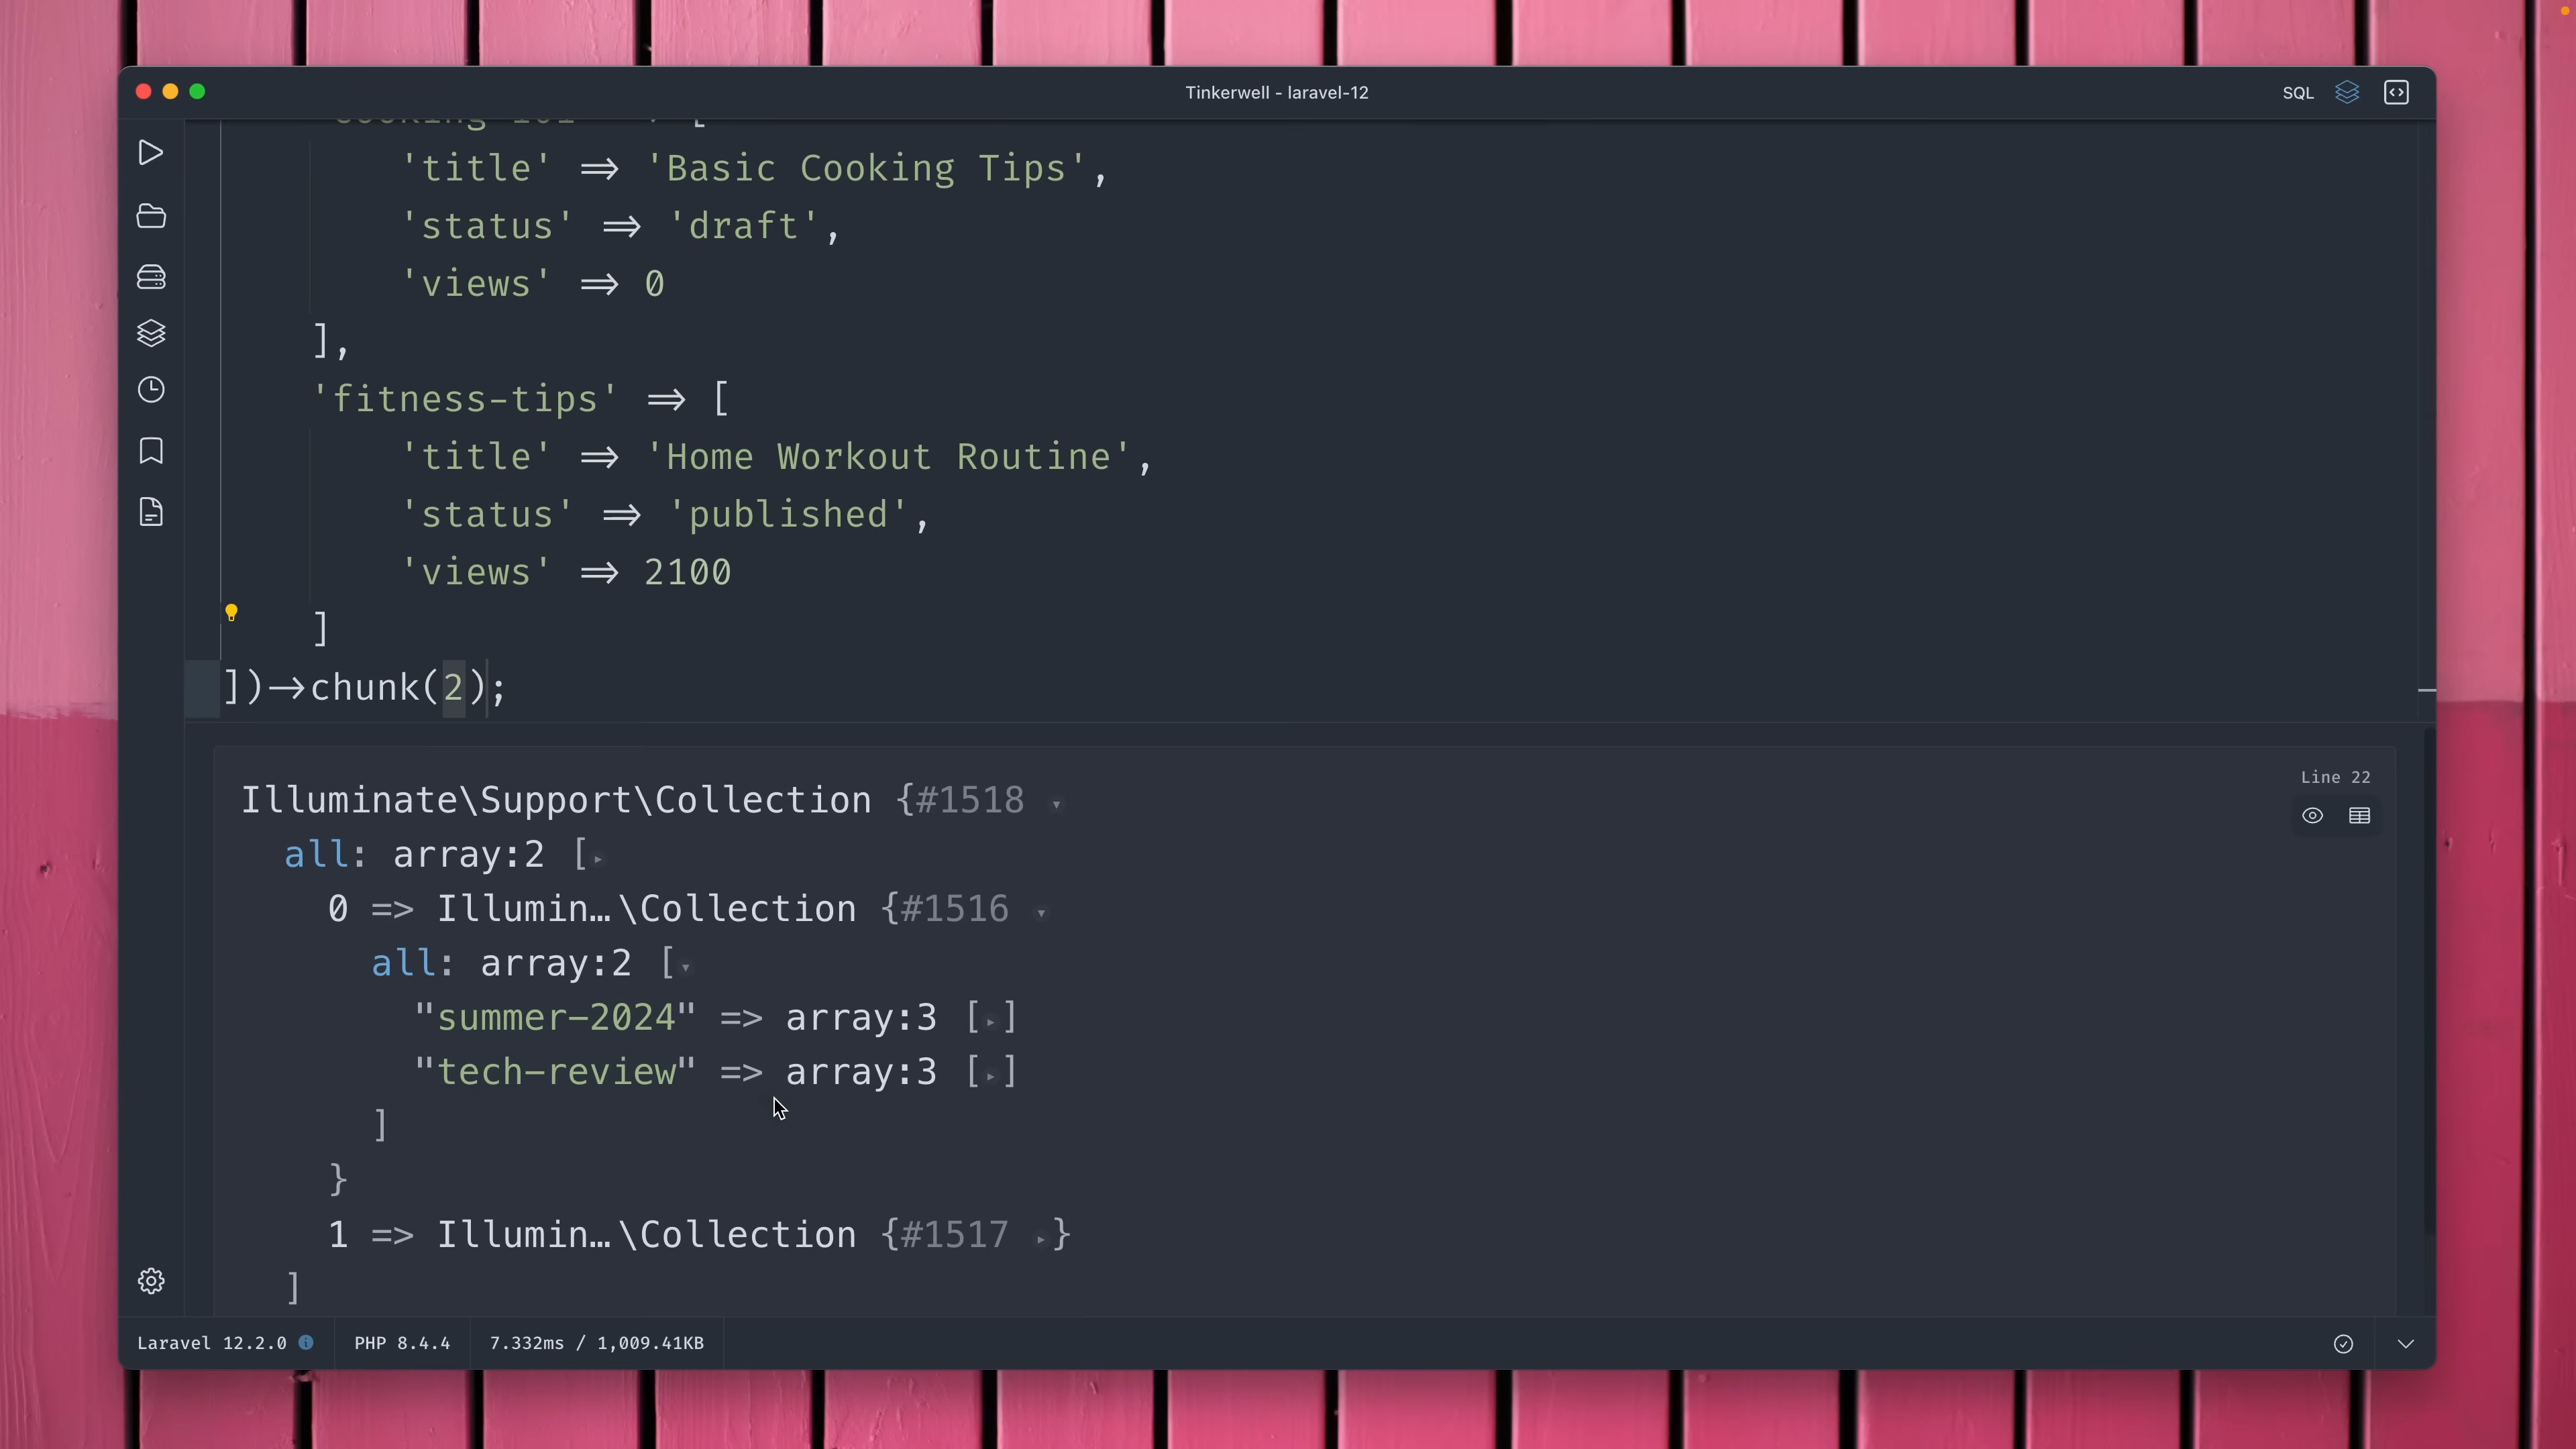 Tinkerwell - laravel-12
SQL
'title' => 'Basic Cooking Tips',
'status' => 'draft',
'views' => 0
],
'fitness-tips' => [
'title' => 'Home Workout Routine',
'status' => 'published',
'views' => 2100
]
])->chunk(2);
Line 22
Illuminate\Support\Collection {#1518 ▾
all: array:2 [▸
0 => Illumin…\Collection {#1516 ▾
all: array:2 [▾
"summer-2024" => array:3 [▸]
"tech-review" => array:3 [▸]
]
}
1 => Illumin…\Collection {#1517 ▸}
]
Laravel 12.2.0
PHP 8.4.4
7.332ms / 1,009.41KB